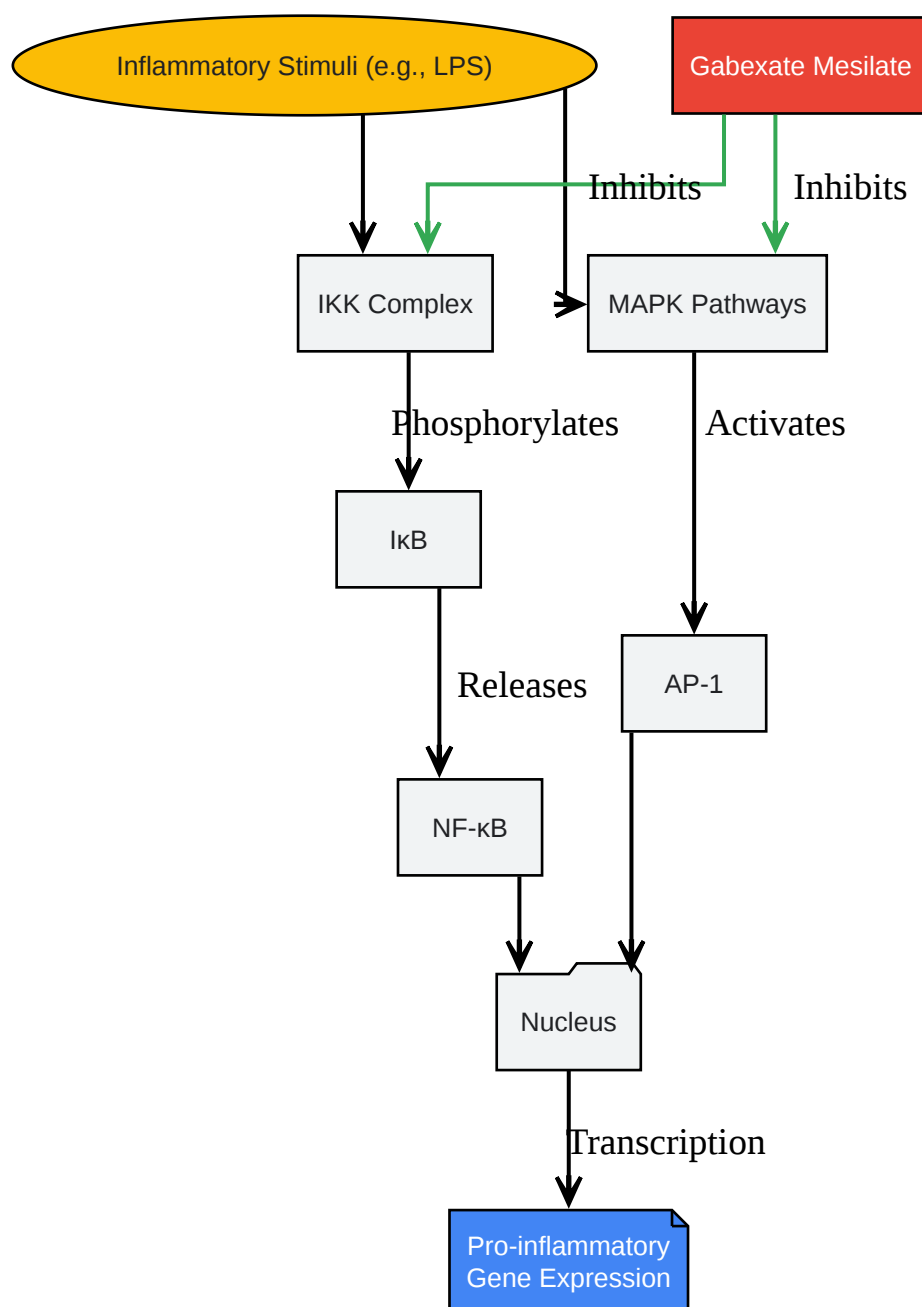 Inflammatory Stimuli (e.g., LPS)
Gabexate Mesilate
Inhibits
Inhibits
IKK Complex
MAPK Pathways
Phosphorylates
Activates
IκB
Releases
AP-1
NF-κB
Nucleus
Transcription
Pro-inflammatory
Gene Expression